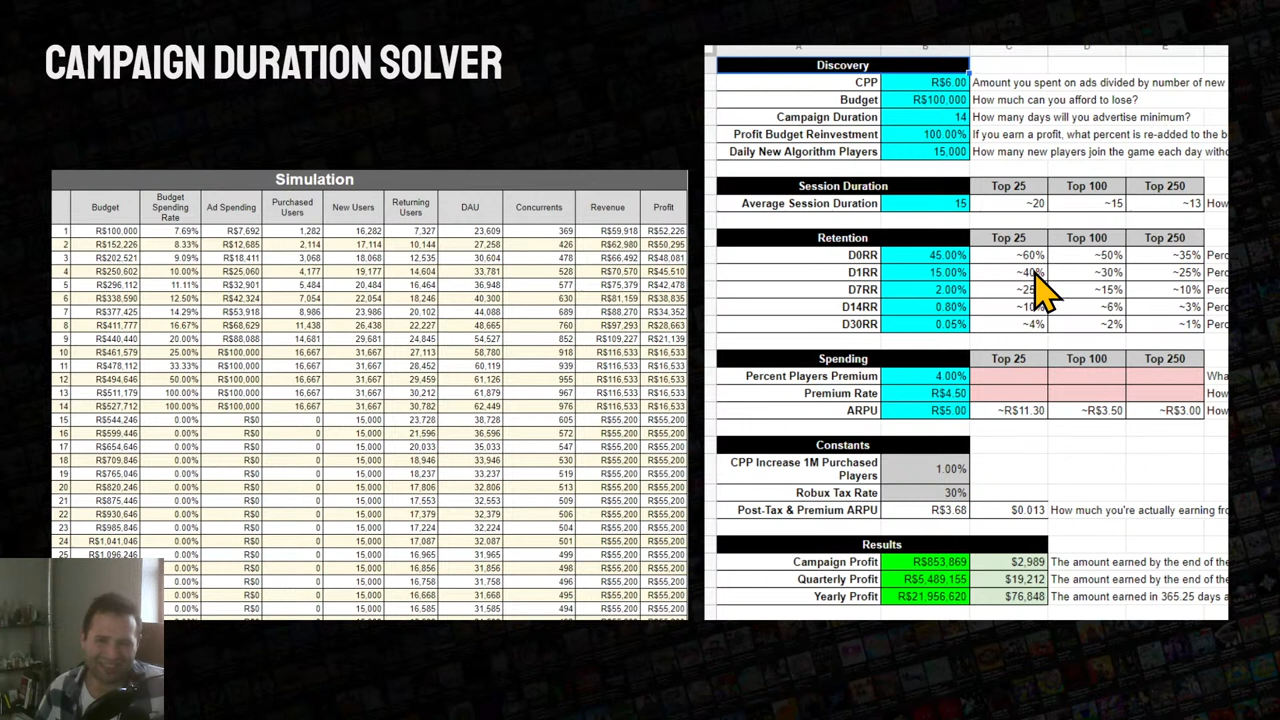 CAMPAIGN DURATION SOLVER
Simulation
Budget Budget Spending Rate Ad Spending Purchased Users New Users Returning Users DAU Concurrents Revenue Profit
1 R$100,000 7.69% R$7,692 1,282 16,282 7,327 23,609 369 R$59,918 R$52,226
2 R$152,226 8.33% R$12,685 2,114 17,114 10,144 27,258 426 R$62,980 R$50,295
3 R$202,521 9.09% R$18,411 3,068 18,068 12,535 30,604 478 R$66,492 R$48,081
4 R$250,602 10.00% R$25,060 4,177 19,177 14,604 33,781 528 R$70,570 R$45,510
5 R$296,112 11.11% R$32,901 5,484 20,484 16,464 36,948 577 R$75,379 R$42,478
6 R$338,590 12.50% R$42,324 7,054 22,054 18,246 40,300 630 R$81,159 R$38,835
7 R$377,425 14.29% R$53,918 8,986 23,986 20,102 44,088 689 R$88,270 R$34,352
8 R$411,777 16.67% R$68,629 11,438 26,438 22,227 48,665 760 R$97,293 R$28,663
9 R$440,440 20.00% R$88,088 14,681 29,681 24,845 54,527 852 R$109,227 R$21,139
10 R$461,579 25.00% R$100,000 16,667 31,667 27,113 58,780 918 R$116,533 R$16,533
11 R$478,112 33.33% R$100,000 16,667 31,667 28,452 60,119 939 R$116,533 R$16,533
12 R$494,646 50.00% R$100,000 16,667 31,667 29,459 61,126 955 R$116,533 R$16,533
13 R$511,179 100.00% R$100,000 16,667 31,667 30,212 61,879 967 R$116,533 R$16,533
14 R$527,712 100.00% R$100,000 16,667 31,667 30,782 62,449 976 R$116,533 R$16,533
15 R$544,246 0.00% R$0 0 15,000 23,728 38,728 605 R$55,200 R$55,200
16 R$599,446 0.00% R$0 0 15,000 21,596 36,596 572 R$55,200 R$55,200
17 R$654,646 0.00% R$0 0 15,000 20,033 35,033 547 R$55,200 R$55,200
18 R$709,846 0.00% R$0 0 15,000 18,946 33,946 530 R$55,200 R$55,200
19 R$765,046 0.00% R$0 0 15,000 18,237 33,237 519 R$55,200 R$55,200
20 R$820,246 0.00% R$0 0 15,000 17,806 32,806 513 R$55,200 R$55,200
21 R$875,446 0.00% R$0 0 15,000 17,553 32,553 509 R$55,200 R$55,200
22 R$930,646 0.00% R$0 0 15,000 17,379 32,379 506 R$55,200 R$55,200
23 R$985,846 0.00% R$0 0 15,000 17,224 32,224 504 R$55,200 R$55,200
24 R$1,041,046 0.00% R$0 0 15,000 17,087 32,087 501 R$55,200 R$55,200
25 R$1,096,246 0.00% R$0 0 15,000 16,965 31,965 499 R$55,200 R$55,200
0.00% R$0 0 15,000 16,856 31,856 498 R$55,200 R$55,200
0.00% R$0 0 15,000 16,758 31,758 496 R$55,200 R$55,200
0.00% R$0 0 15,000 16,668 31,668 495 R$55,200 R$55,200
0.00% R$0 0 15,000 16,585 31,585 494 R$55,200 R$55,200
Discovery
CPP R$6.00 Amount you spent on ads divided by number of new
Budget R$100,000 How much can you afford to lose?
Campaign Duration 14 How many days will you advertise minimum?
Profit Budget Reinvestment 100.00% If you earn a profit, what percent is re-added to the
Daily New Algorithm Players 15,000 How many new players join the game each day
Session Duration Top 25 Top 100 Top 250
Average Session Duration 15 ~20 ~15 ~13
Retention Top 25 Top 100 Top 250
D0RR 45.00% ~60% ~50% ~35%
D1RR 15.00% ~40% ~30% ~25%
D7RR 2.00% ~15% ~10%
D14RR 0.80% ~6% ~3%
D30RR 0.05% ~4% ~2% ~1%
Spending Top 25 Top 100 Top 250
Percent Players Premium 4.00%
Premium Rate R$4.50
ARPU R$5.00 ~R$11.30 ~R$3.50 ~R$3.00
Constants
CPP Increase 1M Purchased Players 1.00%
Robux Tax Rate 30%
Post-Tax & Premium ARPU R$3.68 $0.013 How much you're actually earning
Results
Campaign Profit R$853,869 $2,989 The amount earned by the end of the
Quarterly Profit R$5,489,155 $19,212 The amount earned by the end of the
Yearly Profit R$21,956,620 $76,848 The amount earned in 365.25 days